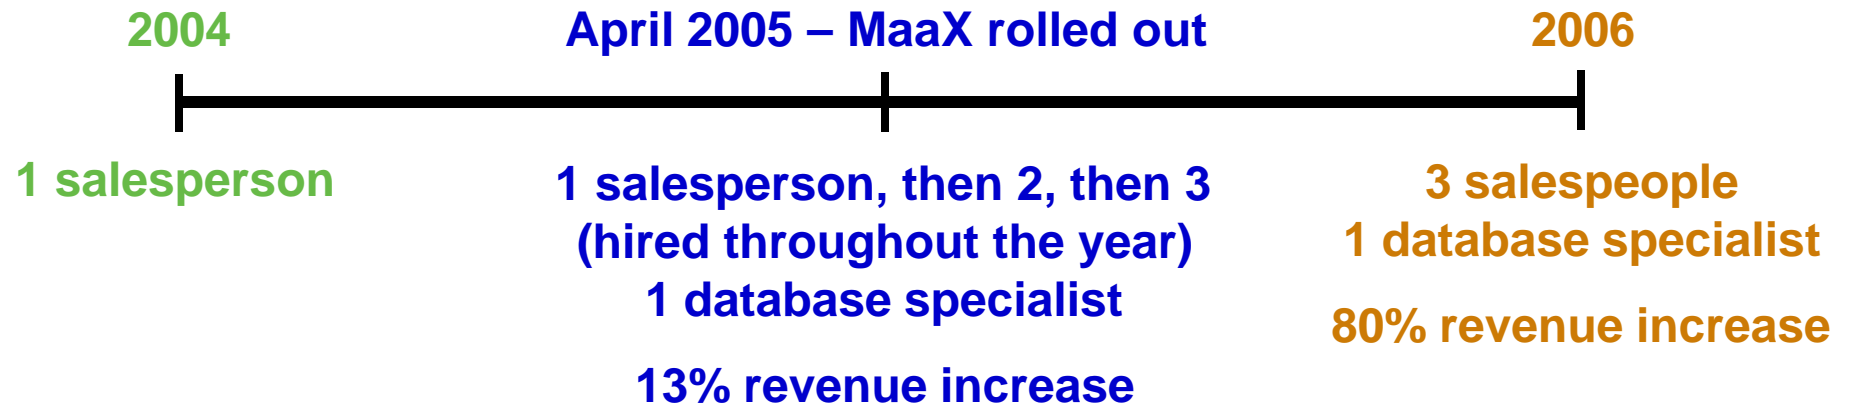 2004
April 2005 – MaaX rolled out
2006
1 salesperson
1 salesperson, then 2, then 3
(hired throughout the year)
1 database specialist
13% revenue increase
3 salespeople
1 database specialist
80% revenue increase